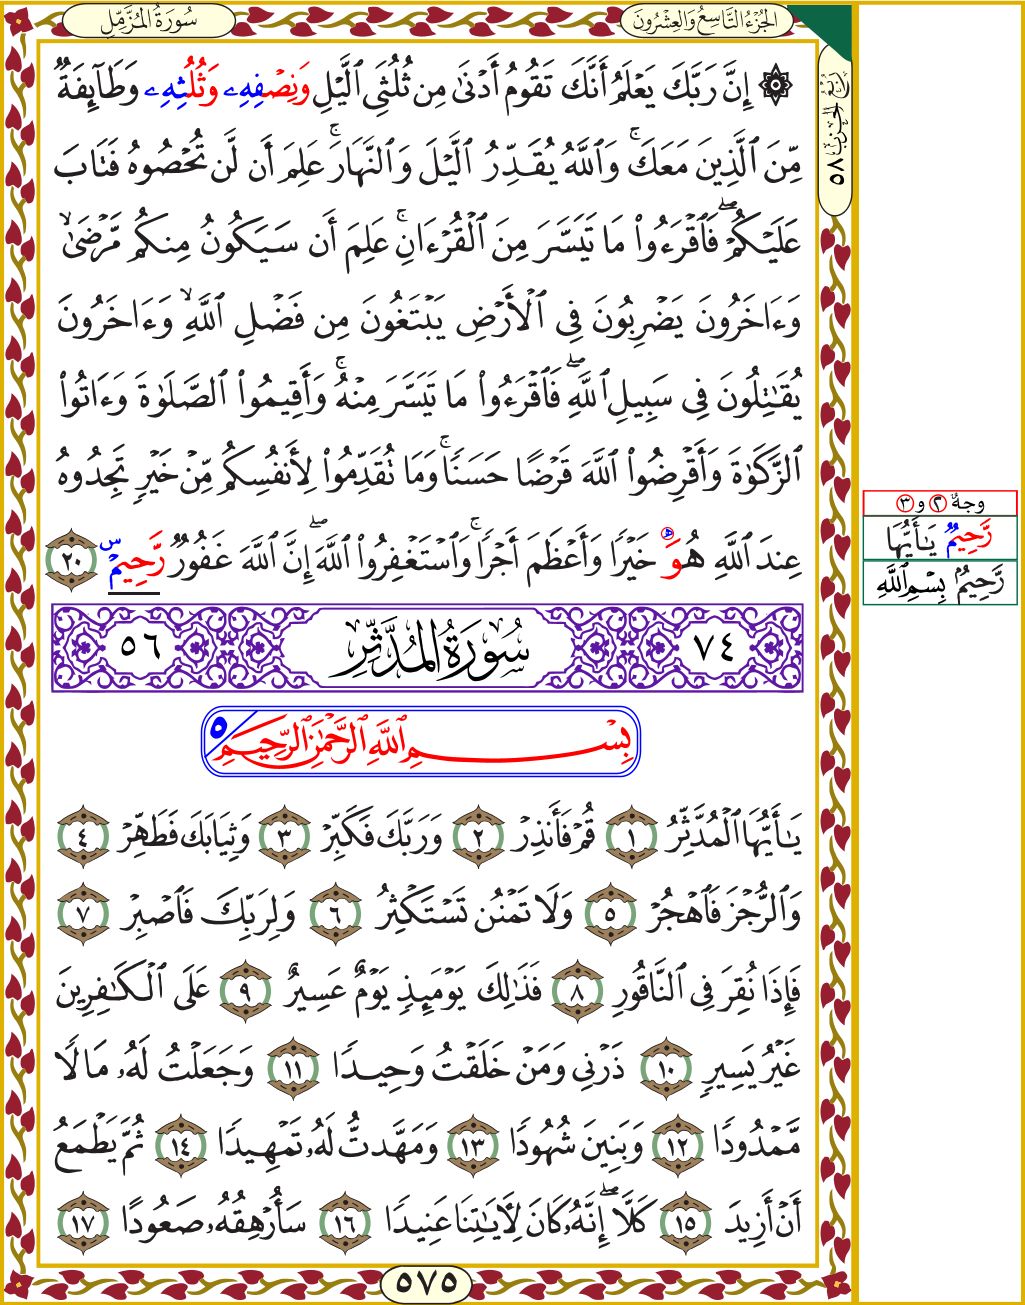 الجُزْءُ التَّاسِعُ وَالعِشْرُونَ
سُورَةُ المُزَّمِّل
۞ إِنَّ رَبَّكَ يَعْلَمُ أَنَّكَ تَقُومُ أَدْنَىٰ مِن ثُلُثَيِ ٱلَّيْلِ وَنِصْفِهِۦ وَثُلُثِهِۦ وَطَآئِفَةٌ
مِّنَ ٱلَّذِينَ مَعَكَۚ وَٱللَّهُ يُقَدِّرُ ٱلَّيْلَ وَٱلنَّهَارَۚ عَلِمَ أَن لَّن تُحْصُوهُ فَتَابَ
عَلَيْكُمْۖ فَٱقْرَءُوا۟ مَا تَيَسَّرَ مِنَ ٱلْقُرْءَانِۚ عَلِمَ أَن سَيَكُونُ مِنكُم مَّرْضَىٰۙ
وَءَاخَرُونَ يَضْرِبُونَ فِى ٱلْأَرْضِ يَبْتَغُونَ مِن فَضْلِ ٱللَّهِۙ وَءَاخَرُونَ
يُقَٰتِلُونَ فِى سَبِيلِ ٱللَّهِۖ فَٱقْرَءُوا۟ مَا تَيَسَّرَ مِنْهُۚ وَأَقِيمُوا۟ ٱلصَّلَوٰةَ وَءَاتُوا۟
ٱلزَّكَوٰةَ وَأَقْرِضُوا۟ ٱللَّهَ قَرْضًا حَسَنًاۚ وَمَا تُقَدِّمُوا۟ لِأَنفُسِكُم مِّنْ خَيْرٍ تَجِدُوهُ
عِندَ ٱللَّهِ هُوَ خَيْرًا وَأَعْظَمَ أَجْرًاۚ وَٱسْتَغْفِرُوا۟ ٱللَّهَۖ إِنَّ ٱللَّهَ غَفُورٌ رَّحِيمٌ س ٢٠
٧٤ سُورَةُ المُدَّثِّر ٥٦
بِسْمِ ٱللَّهِ ٱلرَّحْمَٰنِ ٱلرَّحِيمِ ٥
يَٰٓأَيُّهَا ٱلْمُدَّثِّرُ ١ قُمْ فَأَنذِرْ ٢ وَرَبَّكَ فَكَبِّرْ ٣ وَثِيَابَكَ فَطَهِّرْ ٤
وَٱلرُّجْزَ فَٱهْجُرْ ٥ وَلَا تَمْنُن تَسْتَكْثِرُ ٦ وَلِرَبِّكَ فَٱصْبِرْ ٧
فَإِذَا نُقِرَ فِى ٱلنَّاقُورِ ٨ فَذَٰلِكَ يَوْمَئِذٍ يَوْمٌ عَسِيرٌ ٩ عَلَى ٱلْكَٰفِرِينَ
غَيْرُ يَسِيرٍ ١٠ ذَرْنِى وَمَنْ خَلَقْتُ وَحِيدًا ١١ وَجَعَلْتُ لَهُۥ مَالًا
مَّمْدُودًا ١٢ وَبَنِينَ شُهُودًا ١٣ وَمَهَّدتُّ لَهُۥ تَمْهِيدًا ١٤ ثُمَّ يَطْمَعُ
أَنْ أَزِيدَ ١٥ كَلَّآۖ إِنَّهُۥ كَانَ لِأَيَٰتِنَا عَنِيدًا ١٦ سَأُرْهِقُهُۥ صَعُودًا ١٧
٥٧٥
رُبْعُ الحِزْبِ ٥٨
وجهٌ ٢ و ٣
رَّحِيمٌ يَٰٓأَيُّهَا
رَّحِيمٌ بِسْمِ ٱللَّهِ